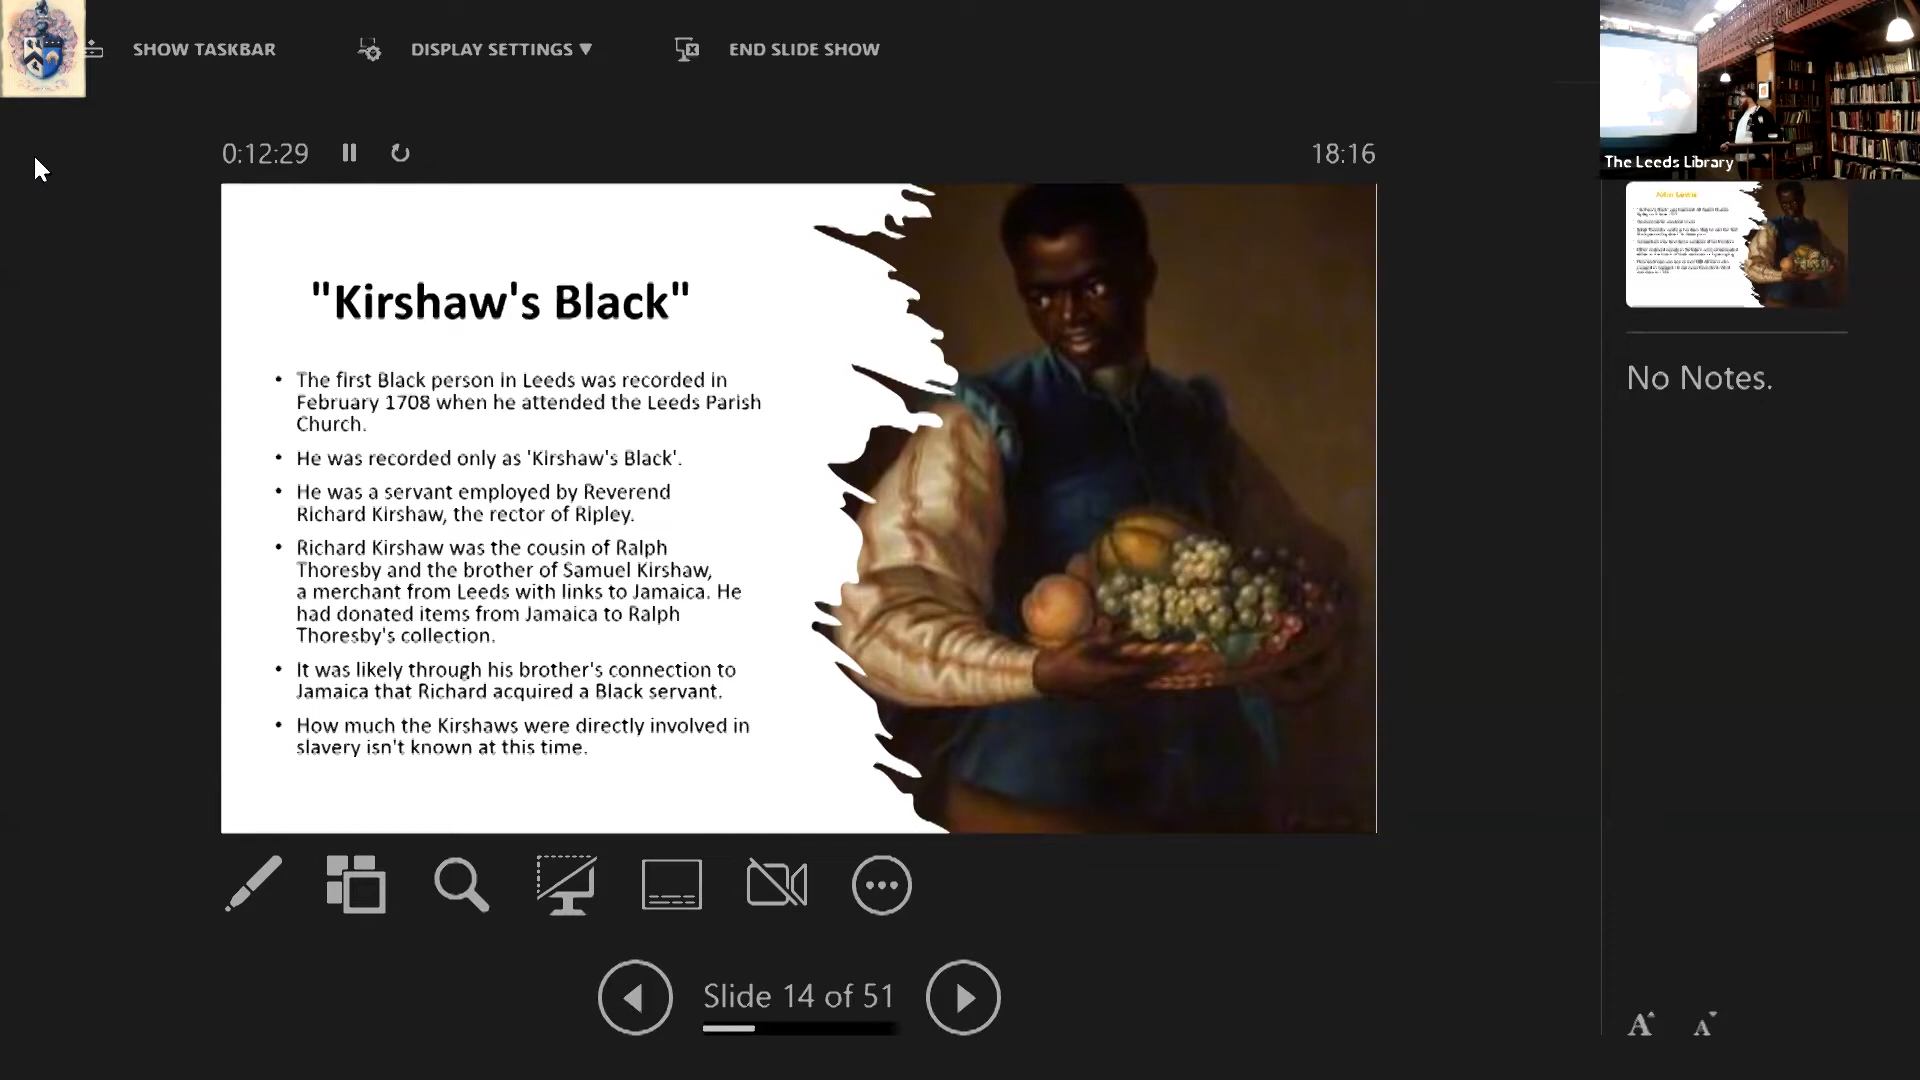 SHOW TASKBAR
DISPLAY SETTINGS ▼
END SLIDE SHOW
The Leeds Library
0:12:29
18:16
"Kirshaw's Black"
• The first Black person in Leeds was recorded in
February 1708 when he attended the Leeds Parish
Church.
• He was recorded only as 'Kirshaw's Black'.
• He was a servant employed by Reverend
Richard Kirshaw, the rector of Ripley.
• Richard Kirshaw was the cousin of Ralph
Thoresby and the brother of Samuel Kirshaw,
a merchant from Leeds with links to Jamaica. He
had donated items from Jamaica to Ralph
Thoresby's collection.
• It was likely through his brother's connection to
Jamaica that Richard acquired a Black servant.
• How much the Kirshaws were directly involved in
slavery isn't known at this time.
No Notes.
Slide 14 of 51
A A